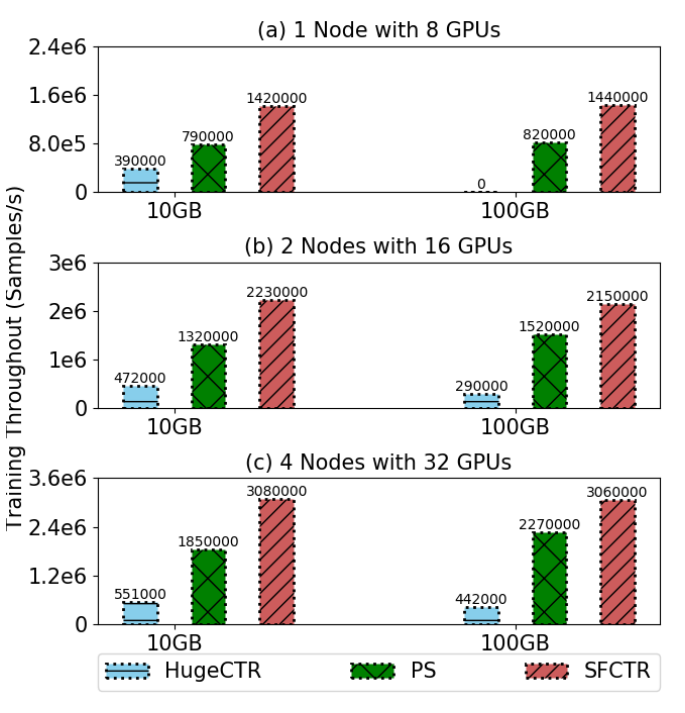 (a) 1 Node with 8 GPUs
Training Throughout (Samples/s)
2.4e6
1.6e6
8.0e5
0
390000
790000
1420000
0
820000
1440000
10GB
100GB
(b) 2 Nodes with 16 GPUs
3e6
2e6
1e6
0
472000
1320000
2230000
290000
1520000
2150000
10GB
100GB
(c) 4 Nodes with 32 GPUs
3.6e6
2.4e6
1.2e6
0
551000
1850000
3080000
442000
2270000
3060000
10GB
100GB
HugeCTR
PS
SFCTR